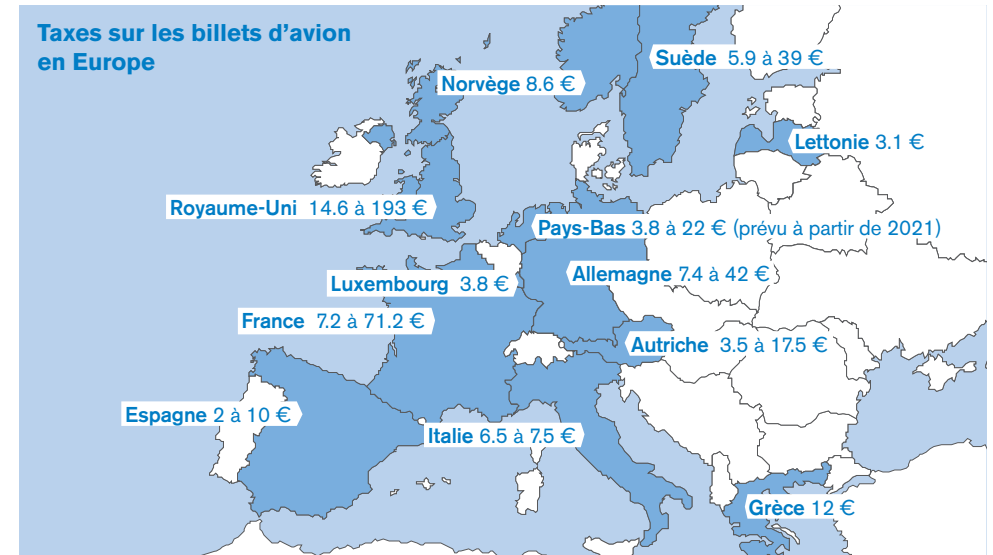 Taxes sur les billets d’avion
en Europe
Suède 5.9 à 39 €
Norvège 8.6 €
Lettonie 3.1 €
Royaume-Uni 14.6 à 193 €
Pays-Bas 3.8 à 22 € (prévu à partir de 2021)
Allemagne 7.4 à 42 €
Luxembourg 3.8 €
France 7.2 à 71.2 €
Autriche 3.5 à 17.5 €
Espagne 2 à 10 €
Italie 6.5 à 7.5 €
Grèce 12 €